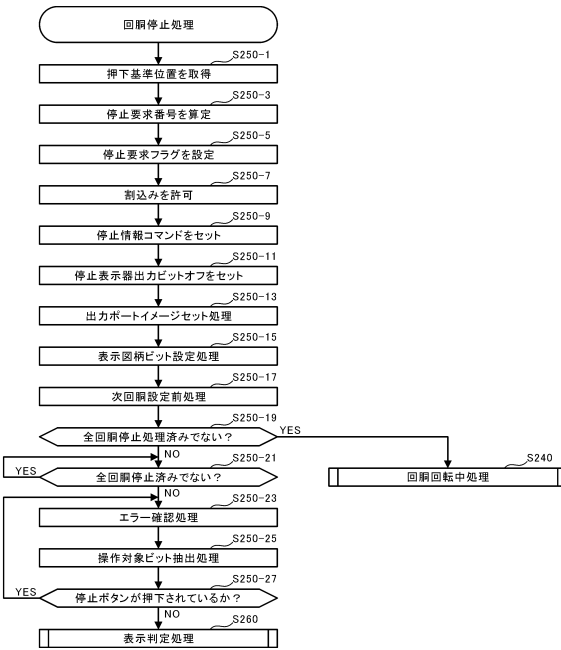 回胴停止処理
S250-1
押下基準位置を取得
S250-3
停止要求番号を算定
S250-5
停止要求フラグを設定
S250-7
割込みを許可
S250-9
停止情報コマンドをセット
S250-11
停止表示器出力ビットオフをセット
S250-13
出力ポートイメージセット処理
S250-15
表示図柄ビット設定処理
S250-17
次回胴設定前処理
S250-19
全回胴停止処理済みでない？
YES
NO
S250-21
全回胴停止済みでない？
YES
NO
S240
回胴回転中処理
S250-23
エラー確認処理
S250-25
操作対象ビット抽出処理
S250-27
停止ボタンが押下されているか？
YES
NO
S260
表示判定処理